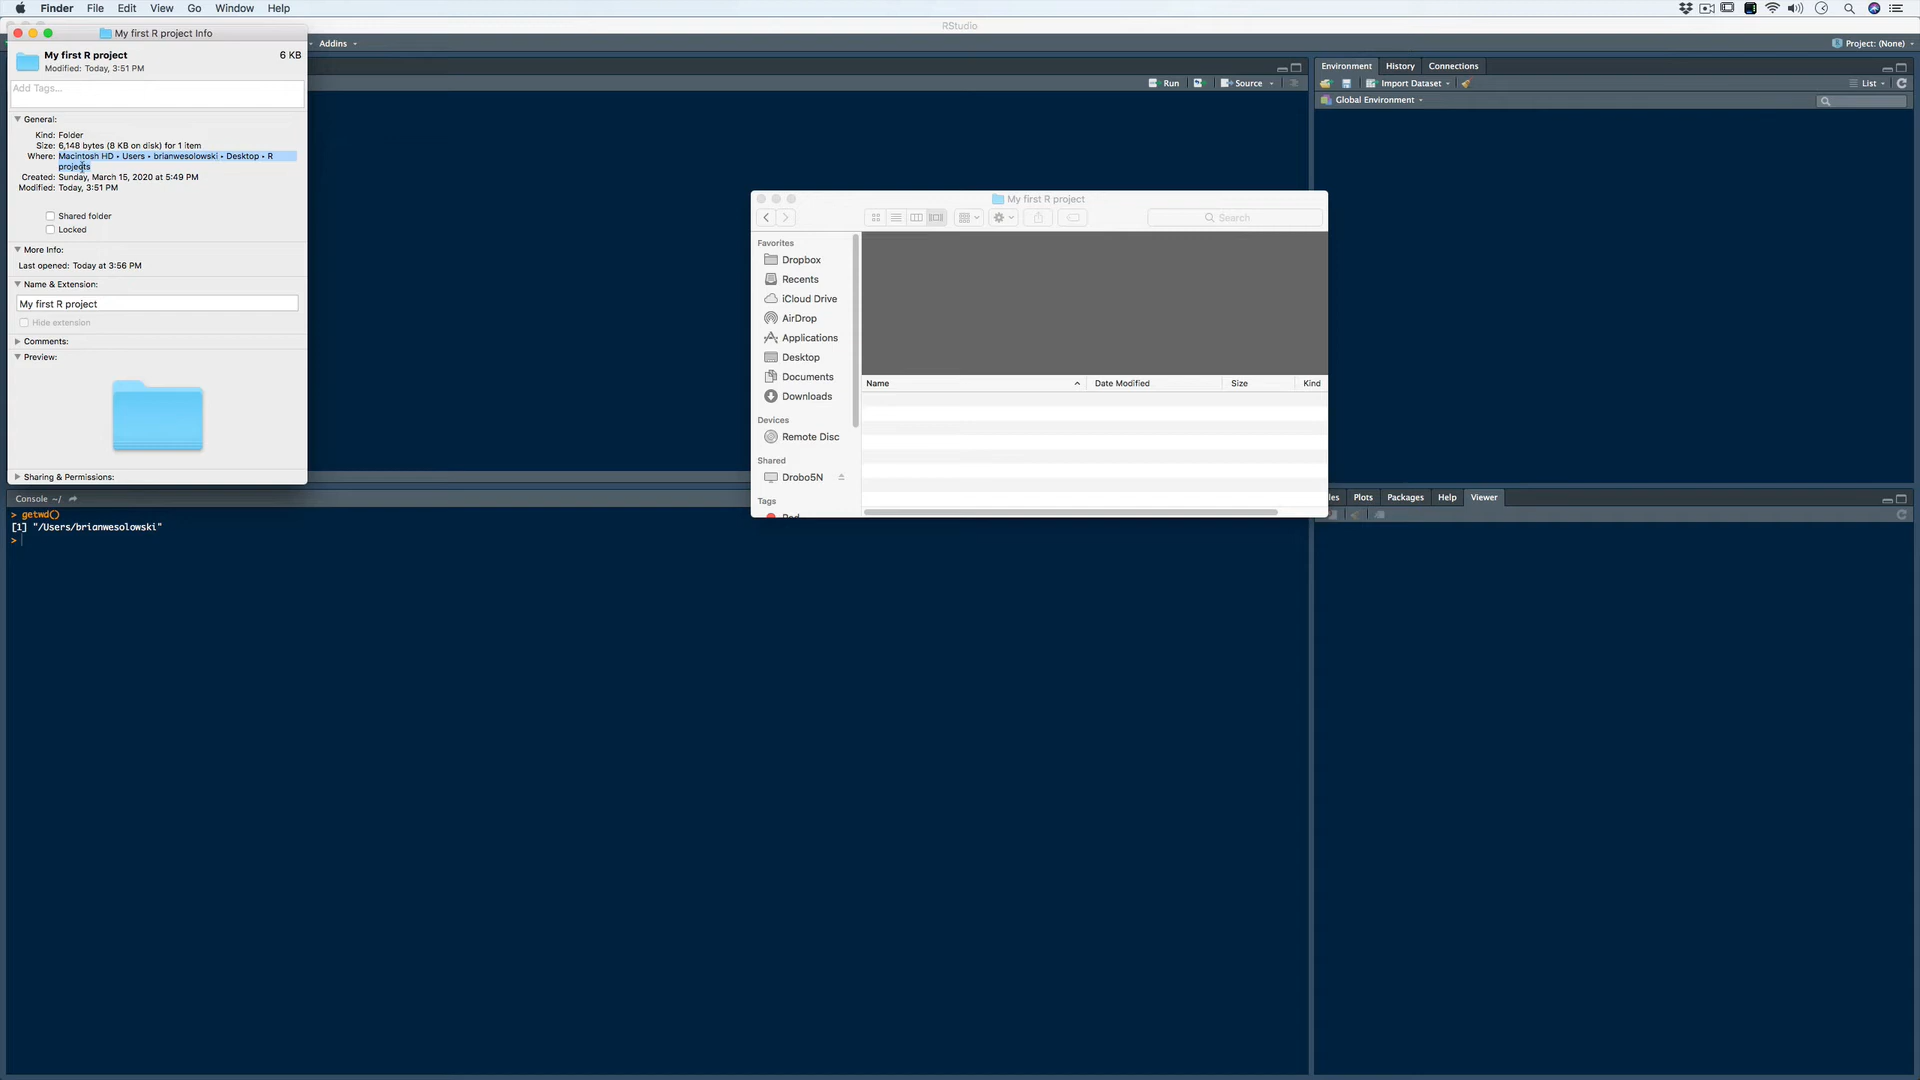 Finder File Edit View Go Window Help
RStudio
My first R project Info
Addins
Project: (None)
My first R project 6 KB
Modified: Today, 3:51 PM
Add Tags...
General:
Kind: Folder
Size: 6,148 bytes (8 KB on disk) for 1 item
Where: Macintosh HD ▸ Users ▸ brianwesolowski ▸ Desktop ▸ R
projects
Created: Sunday, March 15, 2020 at 5:49 PM
Modified: Today, 3:51 PM
Shared folder
Locked
More Info:
Last opened: Today at 3:56 PM
Name & Extension:
My first R project
Hide extension
Comments:
Preview:
Sharing & Permissions:
Run Source
Environment History Connections
Import Dataset List
Global Environment
My first R project
Search
Favorites
Dropbox
Recents
iCloud Drive
AirDrop
Applications
Desktop
Documents
Downloads
Devices
Remote Disc
Shared
Drobo5N
Tags
Red
Name Date Modified Size Kind
Console ~/
> getwd()
[1] "/Users/brianwesolowski"
>
les Plots Packages Help Viewer